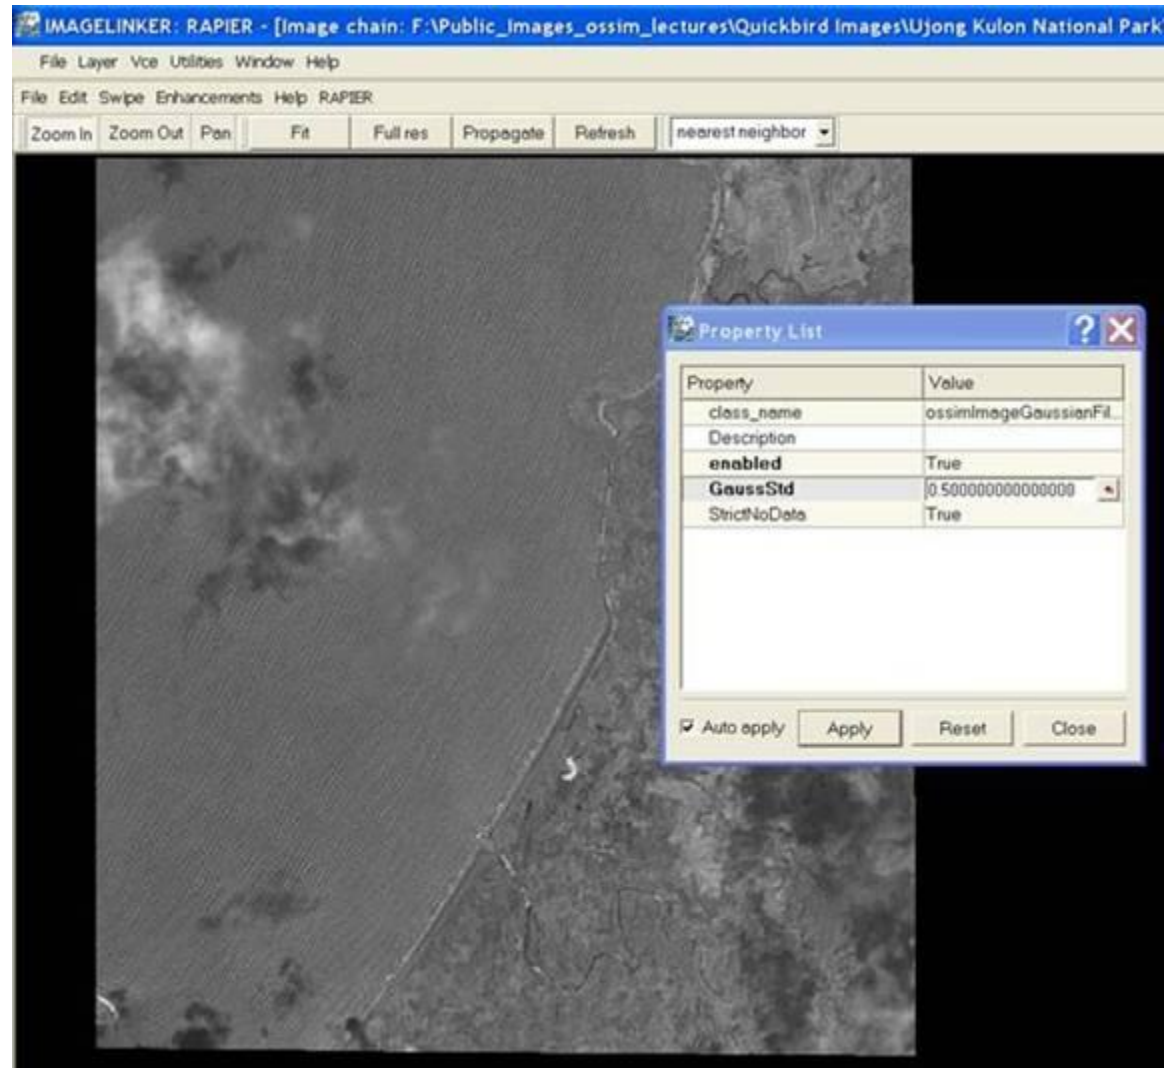 IMAGELINKER: RAPIER - [Image chain: F:\Public_Images_ossim_lectures\Quickbird Images\Ujong Kulon National Park
File Layer Vce Utilities Window Help
File Edit Swipe Enhancements Help RAPIER
Zoom In Zoom Out Pan Fit Full res Propagate Refresh nearest neighbor
Property List
Property Value
class_name ossimImageGaussianFil...
Description
enabled True
GaussStd 0.500000000000000
StrictNoData True
Auto apply Apply Reset Close